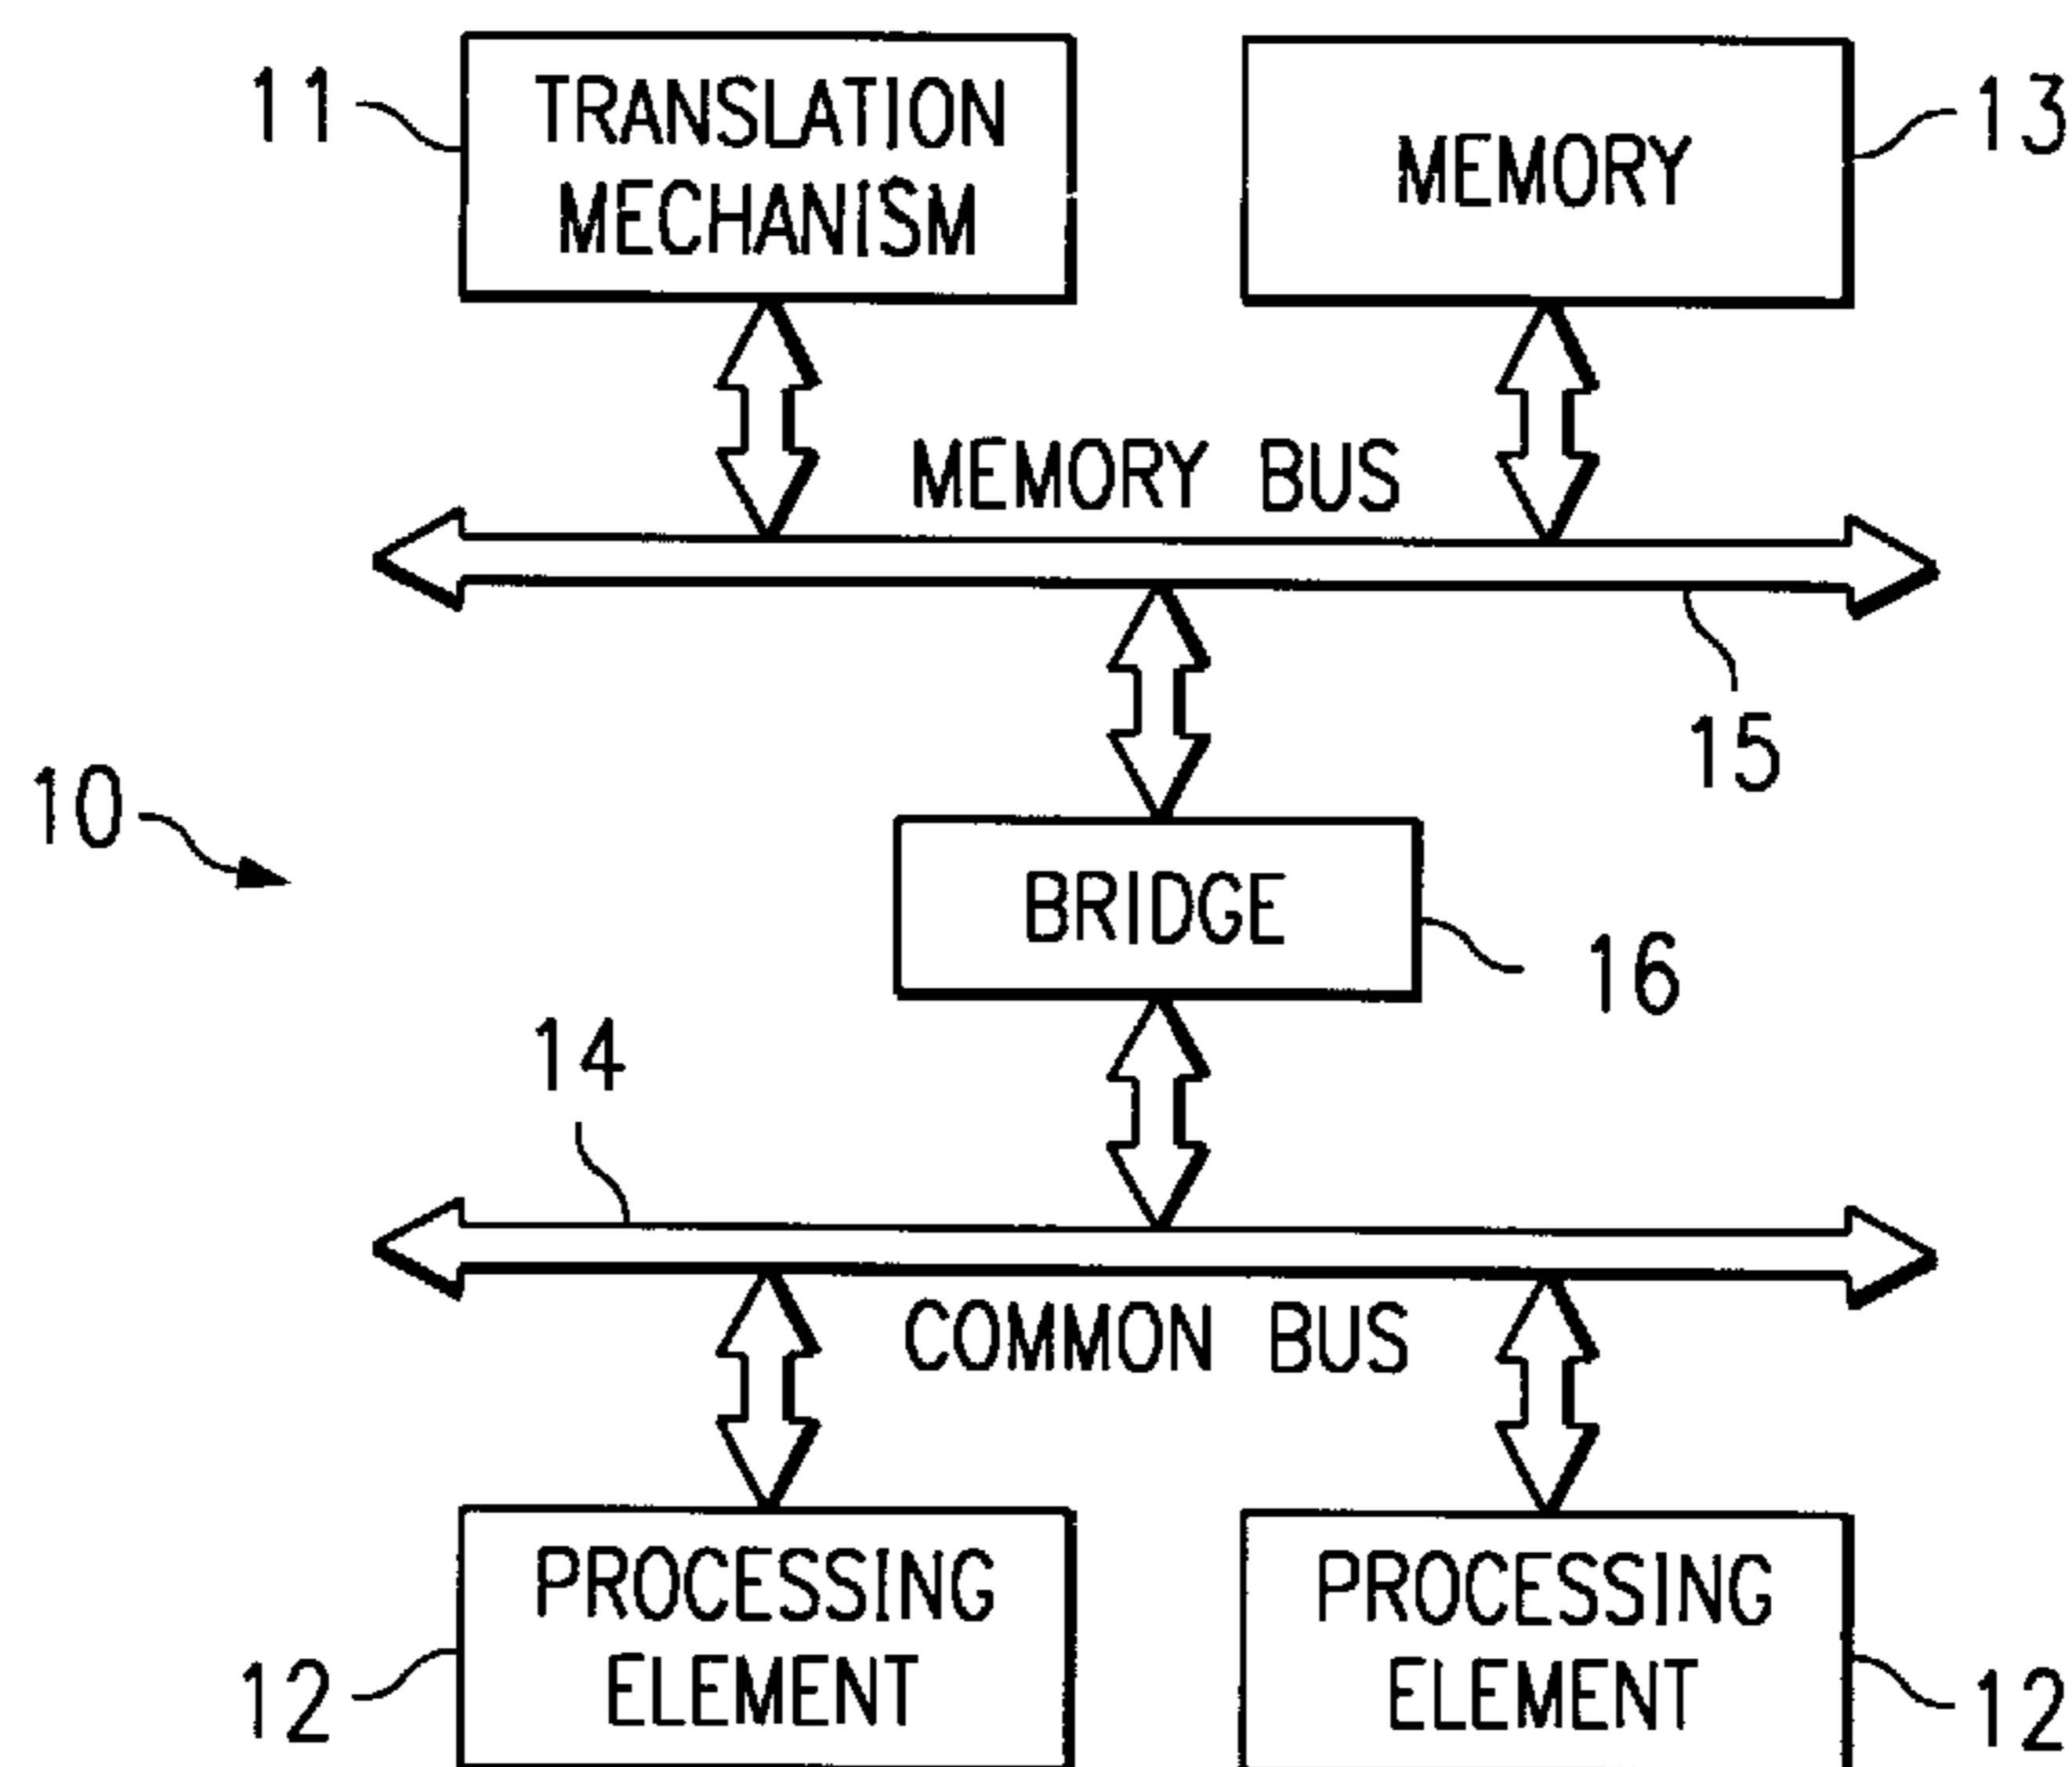 11
TRANSLATION
MECHANISM
MEMORY
13
MEMORY BUS
15
10
BRIDGE
16
14
COMMON BUS
PROCESSING
ELEMENT
12
PROCESSING
ELEMENT
12